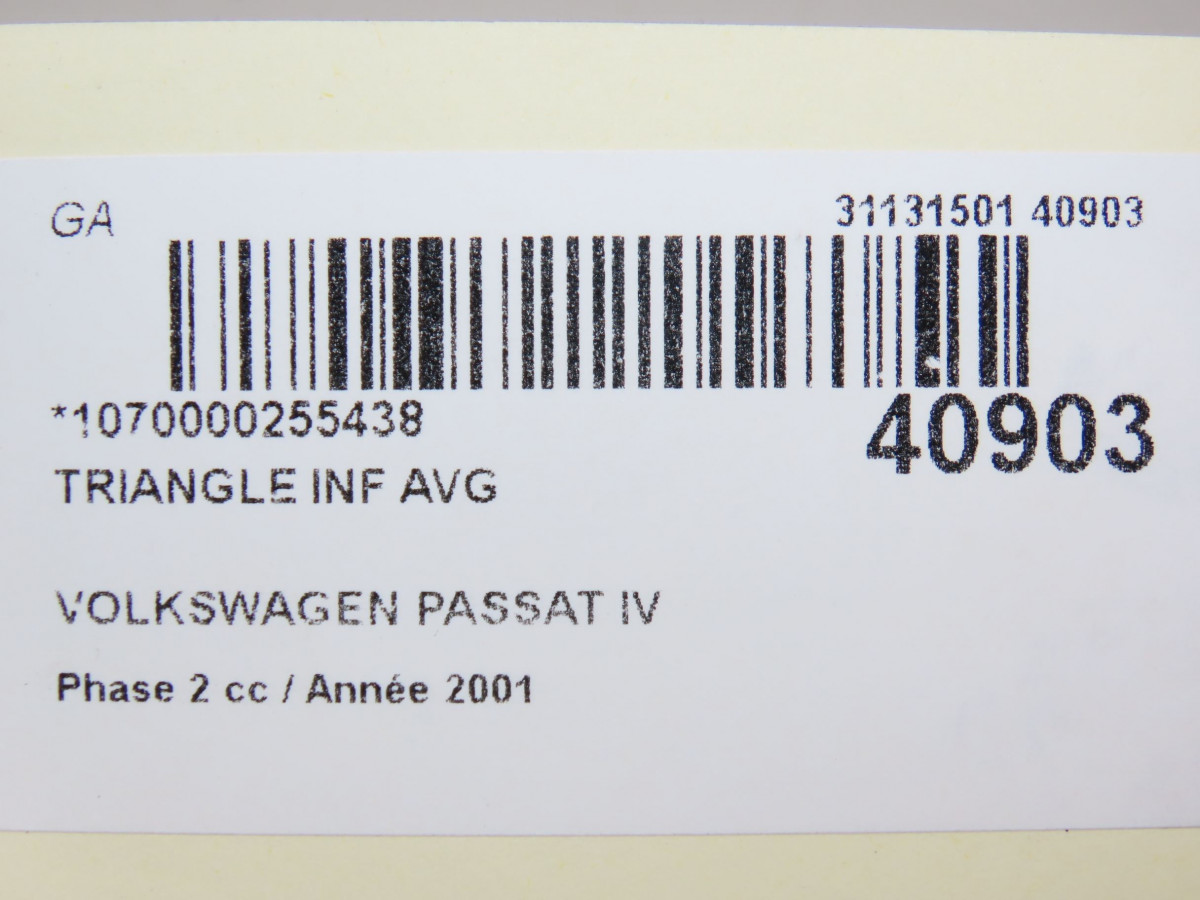 GA
31131501 40903
*1070000255438
40903
TRIANGLE INF AVG
VOLKSWAGEN PASSAT IV
Phase 2 cc / Année 2001